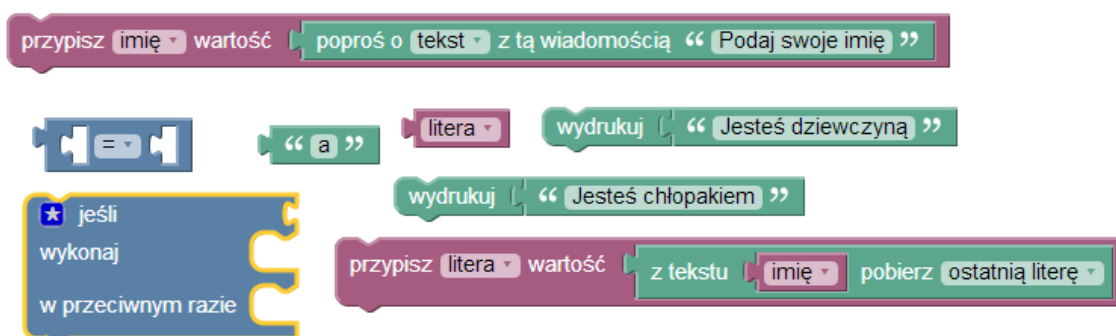 przypisz imię wartość poproś o tekst z tą wiadomością “ Podaj swoje imię ”
= “ a ” litera wydrukuj “ Jesteś dziewczyną ”
wydrukuj “ Jesteś chłopakiem ”
jeśli
wykonaj
w przeciwnym razie
przypisz litera wartość z tekstu imię pobierz ostatnią literę